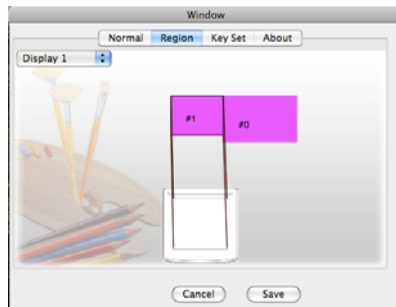 Window
Normal Region Key Set About
Display 1
#1
#0
Cancel Save